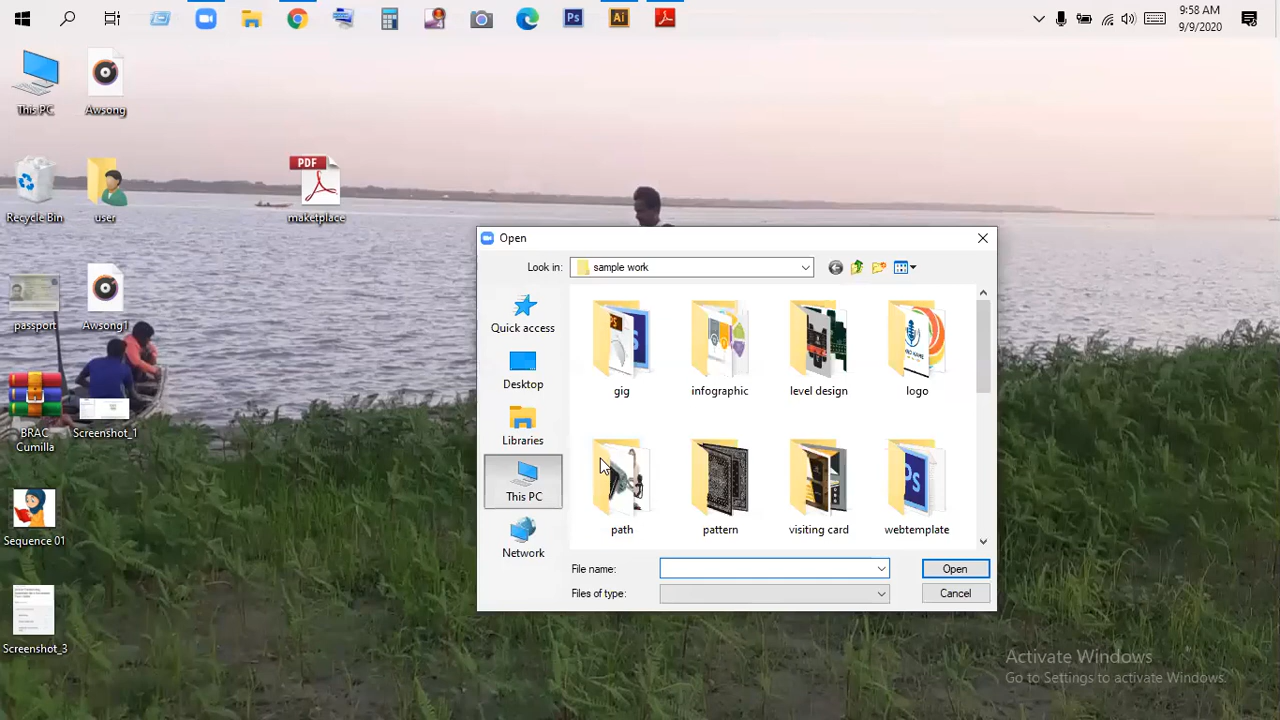 9:58 AM
9/9/2020
This PC
Awsong
Recycle Bin
user
PDF
maketplace
passport
Awsong1
BRAC
Cumilla
Screenshot_1
Sequence 01
Screenshot_3
Open
Look in:
sample work
Quick access
Desktop
Libraries
This PC
Network
gig
infographic
level design
logo
path
pattern
visiting card
webtemplate
File name:
Open
Files of type:
Cancel
Activate Windows
Go to Settings to activate Windows.
Ps
Ai